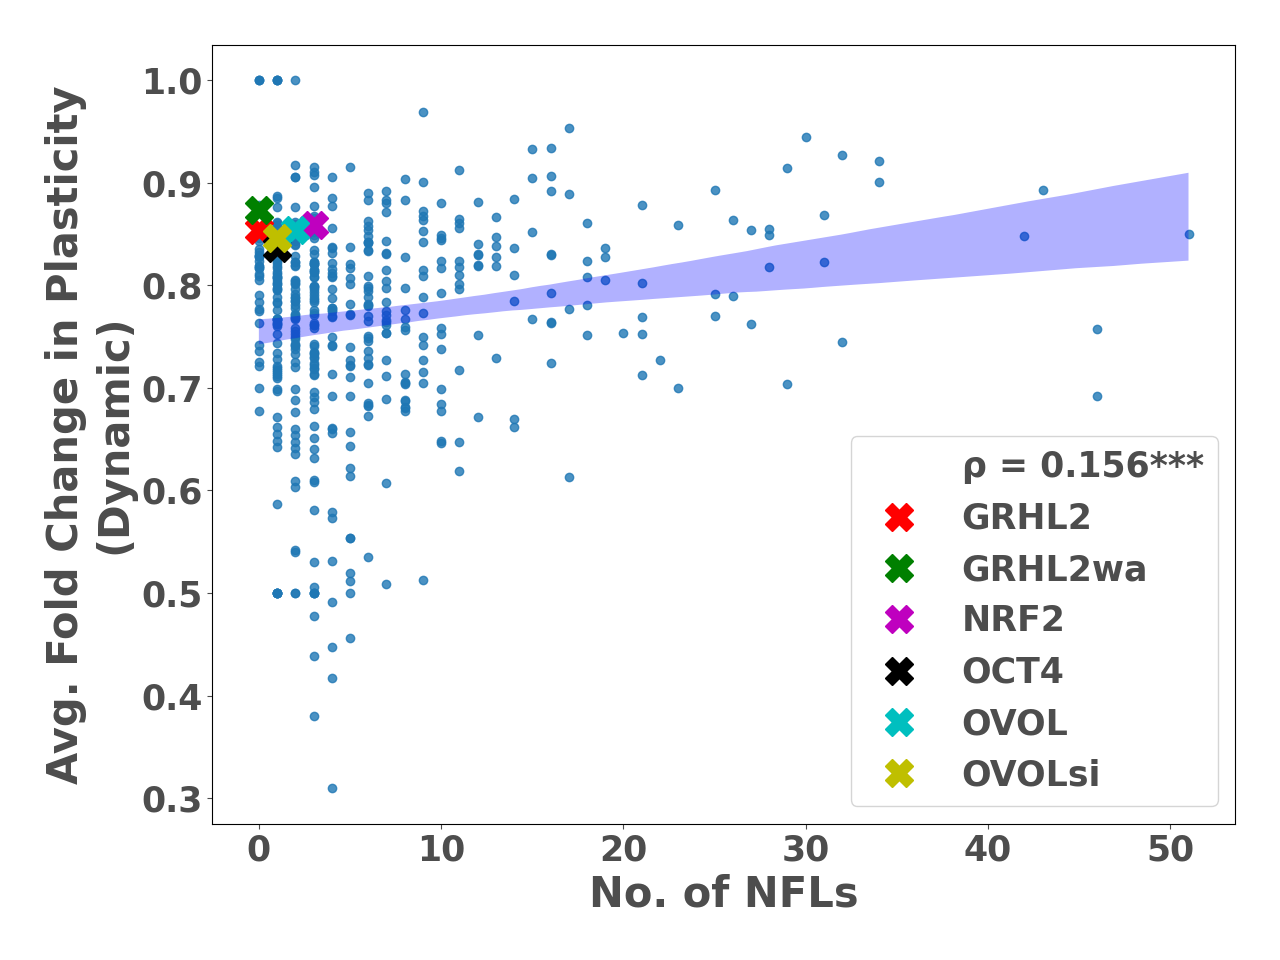 Avg. Fold Change in Plasticity
(Dynamic)
1.0
0.9
0.8
0.7
0.6
0.5
0.4
0.3
0 10 20 30 40 50
No. of NFLs
ρ = 0.156***
GRHL2
GRHL2wa
NRF2
OCT4
OVOL
OVOLsi